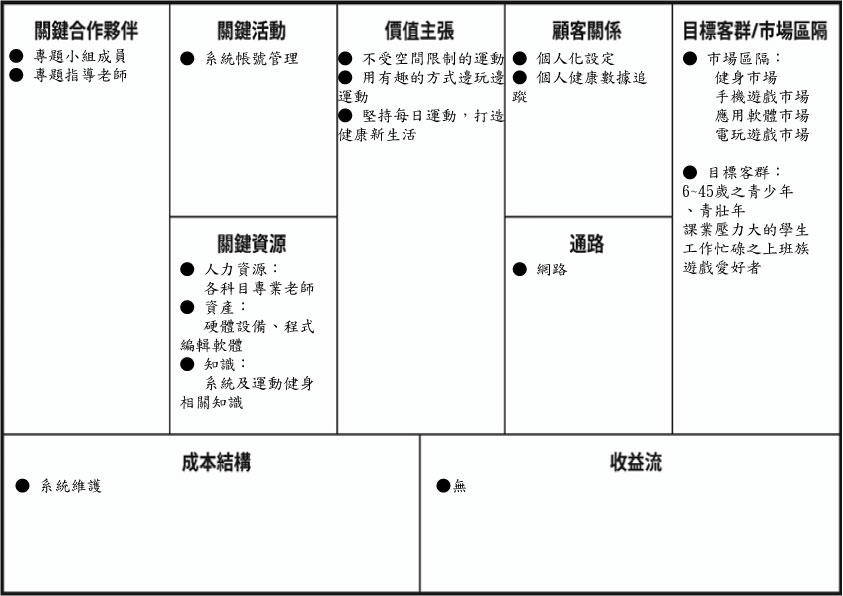 關鍵合作夥伴
● 專題小組成員
● 專題指導老師
關鍵活動
● 系統帳號管理
關鍵資源
● 人力資源：
各科目專業老師
● 資產：
硬體設備、程式
編輯軟體
● 知識：
系統及運動健身
相關知識
價值主張
● 不受空間限制的運動
● 用有趣的方式邊玩邊
運動
● 堅持每日運動，打造
健康新生活
顧客關係
● 個人化設定
● 個人健康數據追
蹤
通路
● 網路
目標客群/市場區隔
● 市場區隔：
健身市場
手機遊戲市場
應用軟體市場
電玩遊戲市場
● 目標客群：
6~45歲之青少年
、青壯年
課業壓力大的學生
工作忙碌之上班族
遊戲愛好者
成本結構
● 系統維護
收益流
●無